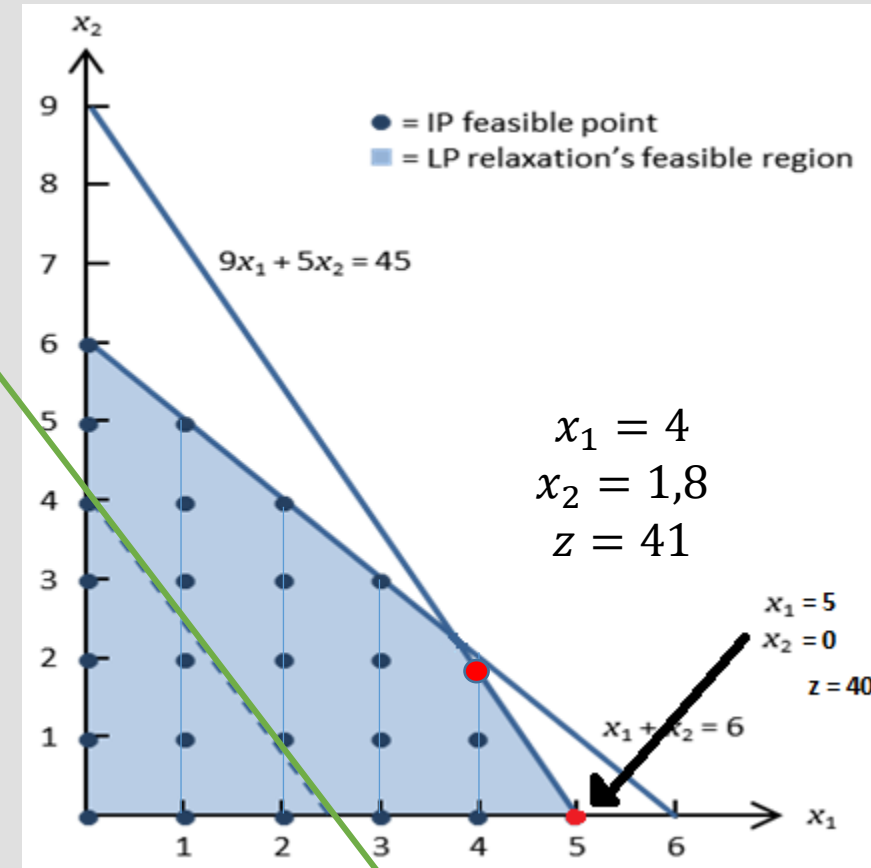 x₂
9
● = IP feasible point
■ = LP relaxation's feasible region
8
7
9x₁ + 5x₂ = 45
6
5
x₁ = 4
x₂ = 1,8
z = 41
4
3
x₁ = 5
x₂ = 0
z = 40
2
x₁ + x₂ = 6
1
x₁
1 2 3 4 5 6